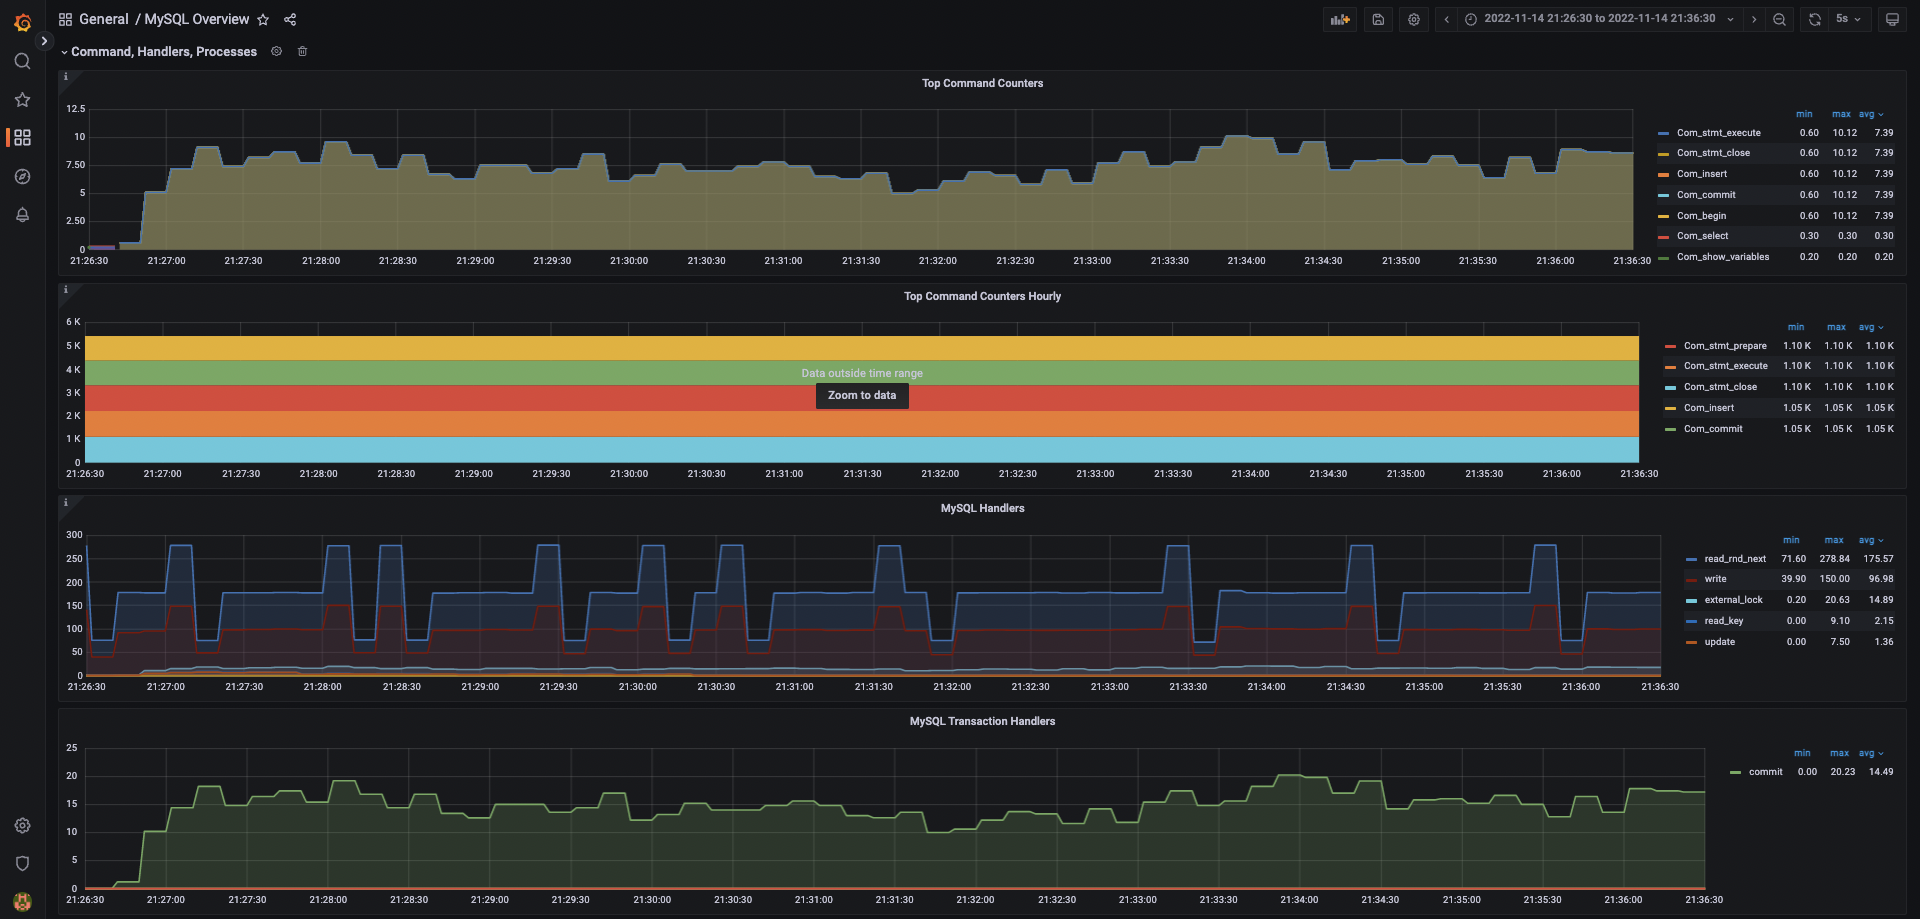 General / MySQL Overview
2022-11-14 21:26:30 to 2022-11-14 21:36:30
5s
Command, Handlers, Processes
Top Command Counters
12.5
10
7.50
5
2.50
0
21:26:30 21:27:00 21:27:30 21:28:00 21:28:30 21:29:00 21:29:30 21:30:00 21:30:30 21:31:00 21:31:30 21:32:00 21:32:30 21:33:00 21:33:30 21:34:00 21:34:30 21:35:00 21:35:30 21:36:00 21:36:30
min max avg
Com_stmt_execute 0.60 10.12 7.39
Com_stmt_close 0.60 10.12 7.39
Com_insert 0.60 10.12 7.39
Com_commit 0.60 10.12 7.39
Com_begin 0.60 10.12 7.39
Com_select 0.30 0.30 0.30
Com_show_variables 0.20 0.20 0.20
Top Command Counters Hourly
6 K
5 K
4 K
3 K
2 K
1 K
0
Data outside time range
Zoom to data
21:26:30 21:27:00 21:27:30 21:28:00 21:28:30 21:29:00 21:29:30 21:30:00 21:30:30 21:31:00 21:31:30 21:32:00 21:32:30 21:33:00 21:33:30 21:34:00 21:34:30 21:35:00 21:35:30 21:36:00 21:36:30
min max avg
Com_stmt_prepare 1.10 K 1.10 K 1.10 K
Com_stmt_execute 1.10 K 1.10 K 1.10 K
Com_stmt_close 1.10 K 1.10 K 1.10 K
Com_insert 1.05 K 1.05 K 1.05 K
Com_commit 1.05 K 1.05 K 1.05 K
MySQL Handlers
300
250
200
150
100
50
0
21:26:30 21:27:00 21:27:30 21:28:00 21:28:30 21:29:00 21:29:30 21:30:00 21:30:30 21:31:00 21:31:30 21:32:00 21:32:30 21:33:00 21:33:30 21:34:00 21:34:30 21:35:00 21:35:30 21:36:00 21:36:30
min max avg
read_rnd_next 71.60 278.84 175.57
write 39.90 150.00 96.98
external_lock 0.20 20.63 14.89
read_key 0.00 9.10 2.15
update 0.00 7.50 1.36
MySQL Transaction Handlers
25
20
15
10
5
0
21:26:30 21:27:00 21:27:30 21:28:00 21:28:30 21:29:00 21:29:30 21:30:00 21:30:30 21:31:00 21:31:30 21:32:00 21:32:30 21:33:00 21:33:30 21:34:00 21:34:30 21:35:00 21:35:30 21:36:00 21:36:30
min max avg
commit 0.00 20.23 14.49